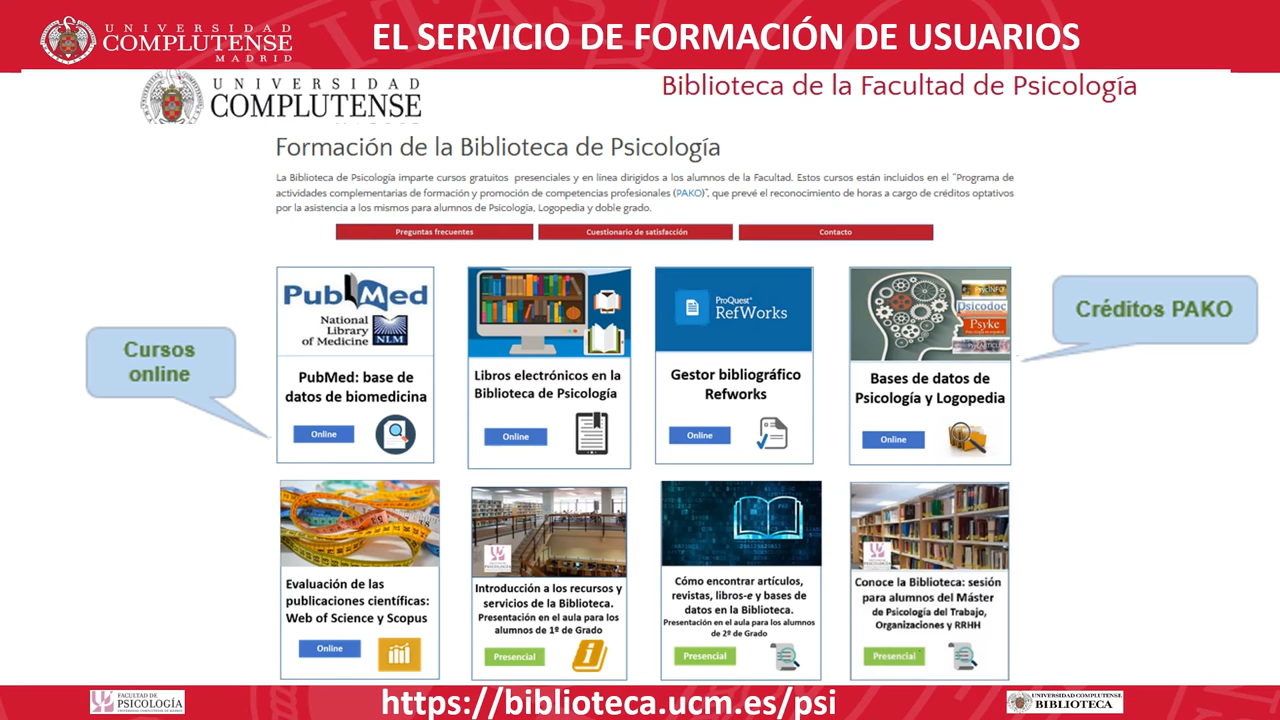 UNIVERSIDAD
COMPLUTENSE
MADRID
EL SERVICIO DE FORMACIÓN DE USUARIOS
UNIVERSIDAD
COMPLUTENSE
Biblioteca de la Facultad de Psicología
Formación de la Biblioteca de Psicología
La Biblioteca de Psicología imparte cursos gratuitos presenciales y en línea dirigidos a los alumnos de la Facultad. Estos cursos están incluidos en el "Programa de
actividades complementarias de formación y promoción de competencias profesionales (PAKO)", que prevé el reconocimiento de horas a cargo de créditos optativos
por la asistencia a los mismos para alumnos de Psicología, Logopedia y doble grado.
Preguntas frecuentes
Cuestionario de satisfacción
Contacto
Cursos
online
PubMed
National
Library
of Medicine
NLM
PubMed: base de
datos de biomedicina
Online
Libros electrónicos en la
Biblioteca de Psicología
Online
ProQuest
RefWorks
Gestor bibliográfico
Refworks
Online
PsycINFO
Psicodoc
Psyke
Bases de datos de
Psicología y Logopedia
Online
Créditos PAKO
Evaluación de las
publicaciones científicas:
Web of Science y Scopus
Online
PSICOLOGÍA
Introducción a los recursos y
servicios de la Biblioteca.
Presentación en el aula para los
alumnos de 1º de Grado
Presencial
Cómo encontrar artículos,
revistas, libros-e y bases de
datos en la Biblioteca.
Presentación en el aula para los alumnos
de 2º de Grado
Presencial
Conoce la Biblioteca: sesión
para alumnos del Máster
de Psicología del Trabajo,
Organizaciones y RRHH
Presencial
FACULTAD DE
PSICOLOGÍA
UNIVERSIDAD COMPLUTENSE DE MADRID
https://biblioteca.ucm.es/psi
UNIVERSIDAD COMPLUTENSE
BIBLIOTECA